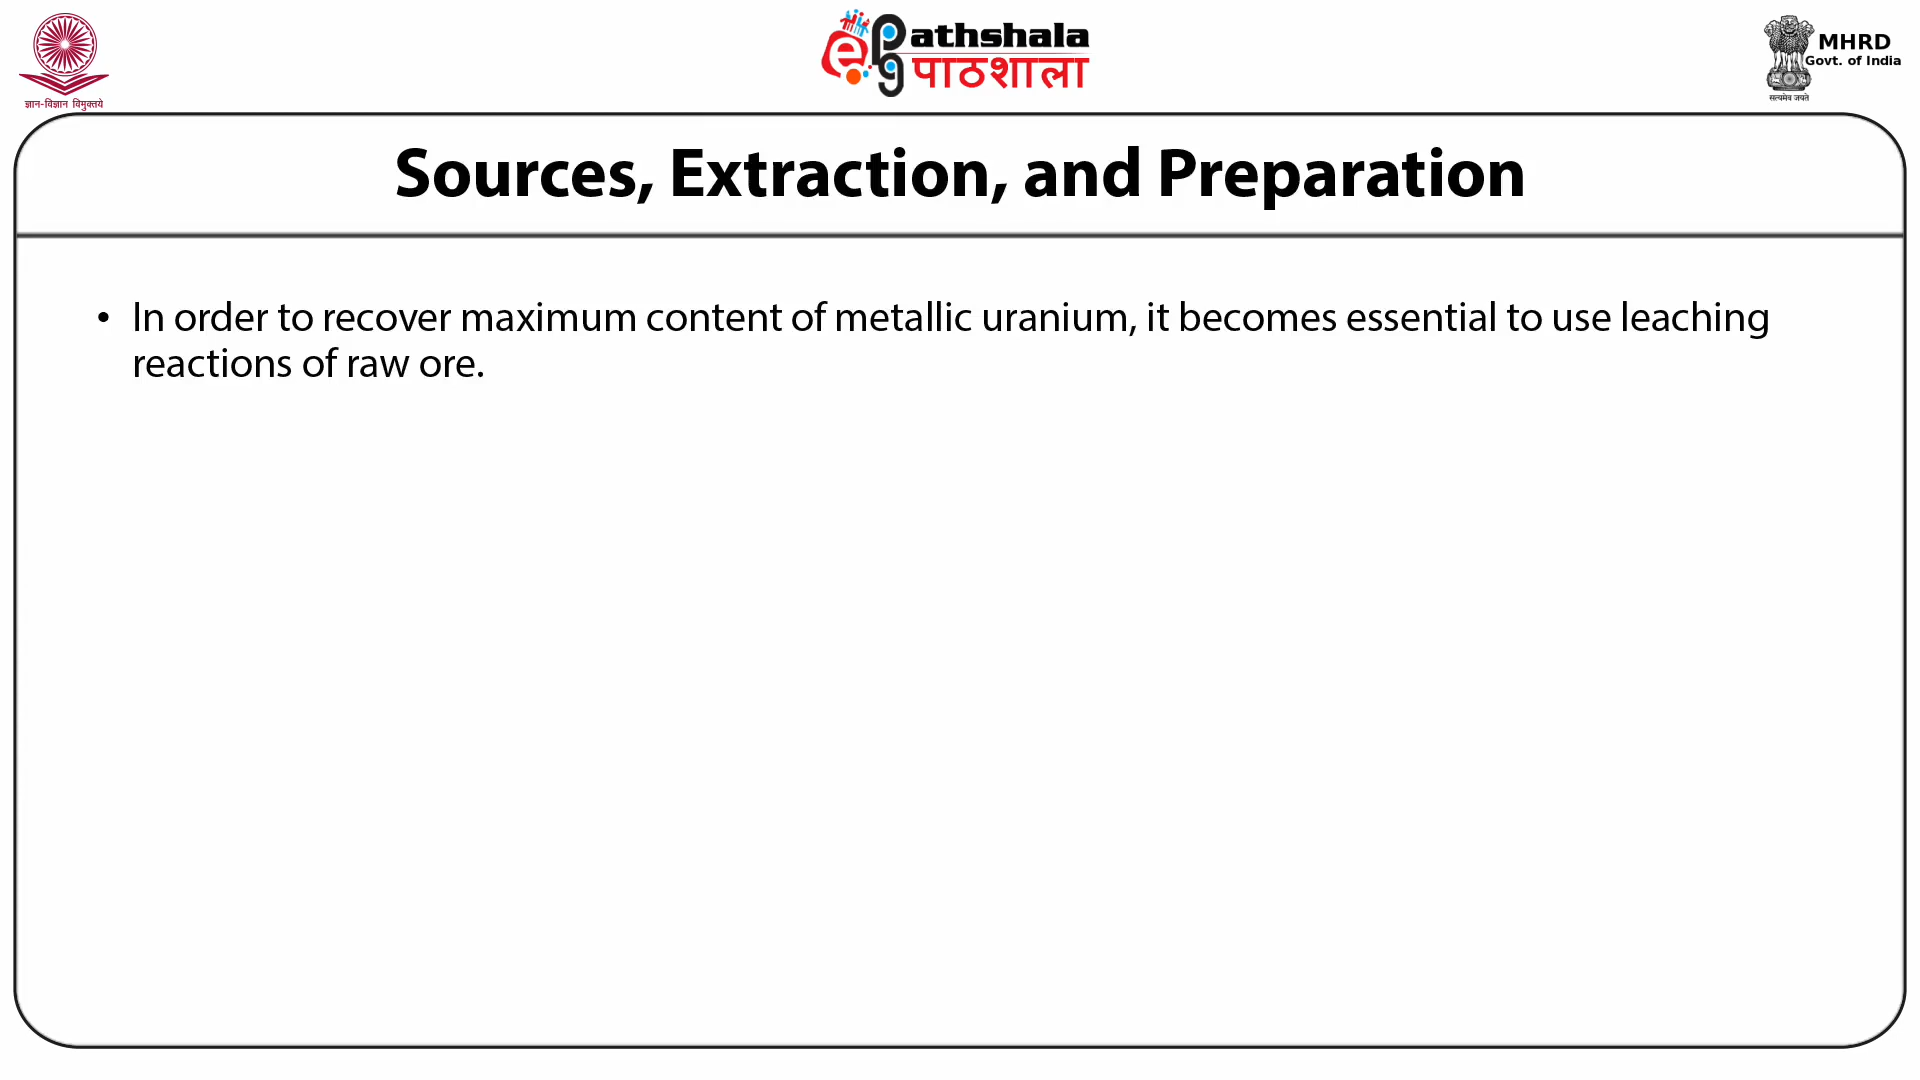 ज्ञान-विज्ञान विमुक्तये
ePG athshala
पाठशाला
MHRD
Govt. of India
सत्यमेव जयते
Sources, Extraction, and Preparation
• In order to recover maximum content of metallic uranium, it becomes essential to use leaching
reactions of raw ore.